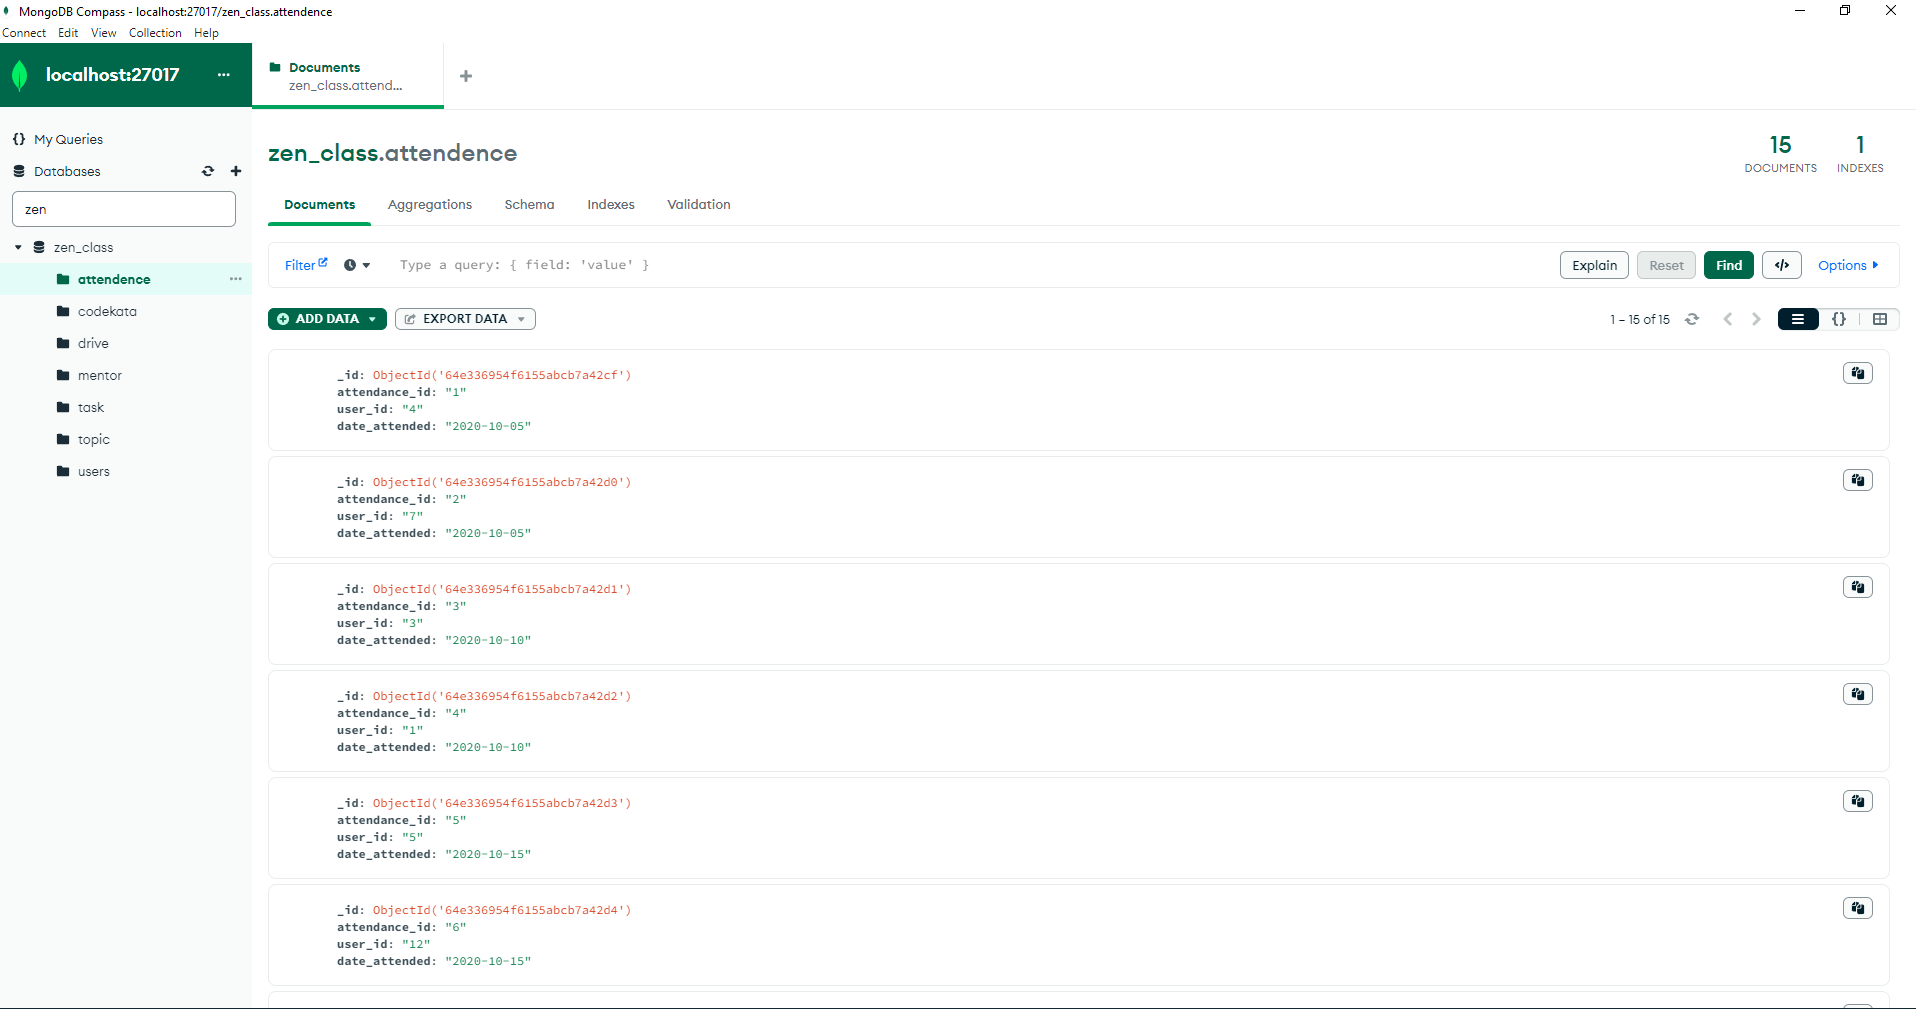 MongoDB Compass - localhost:27017/zen_class.attendence
Connect Edit View Collection Help
localhost:27017 ...
Documents
zen_class.attend...
My Queries
Databases
zen
zen_class
attendence ...
codekata
drive
mentor
task
topic
users
zen_class.attendence
15
DOCUMENTS
1
INDEXES
Documents Aggregations Schema Indexes Validation
Filter Type a query: { field: 'value' } Explain Reset Find </> Options
ADD DATA EXPORT DATA 1 – 15 of 15 {}
_id: ObjectId('64e336954f6155abcb7a42cf')
attendance_id: "1"
user_id: "4"
date_attended: "2020-10-05"
_id: ObjectId('64e336954f6155abcb7a42d0')
attendance_id: "2"
user_id: "7"
date_attended: "2020-10-05"
_id: ObjectId('64e336954f6155abcb7a42d1')
attendance_id: "3"
user_id: "3"
date_attended: "2020-10-10"
_id: ObjectId('64e336954f6155abcb7a42d2')
attendance_id: "4"
user_id: "1"
date_attended: "2020-10-10"
_id: ObjectId('64e336954f6155abcb7a42d3')
attendance_id: "5"
user_id: "5"
date_attended: "2020-10-15"
_id: ObjectId('64e336954f6155abcb7a42d4')
attendance_id: "6"
user_id: "12"
date_attended: "2020-10-15"